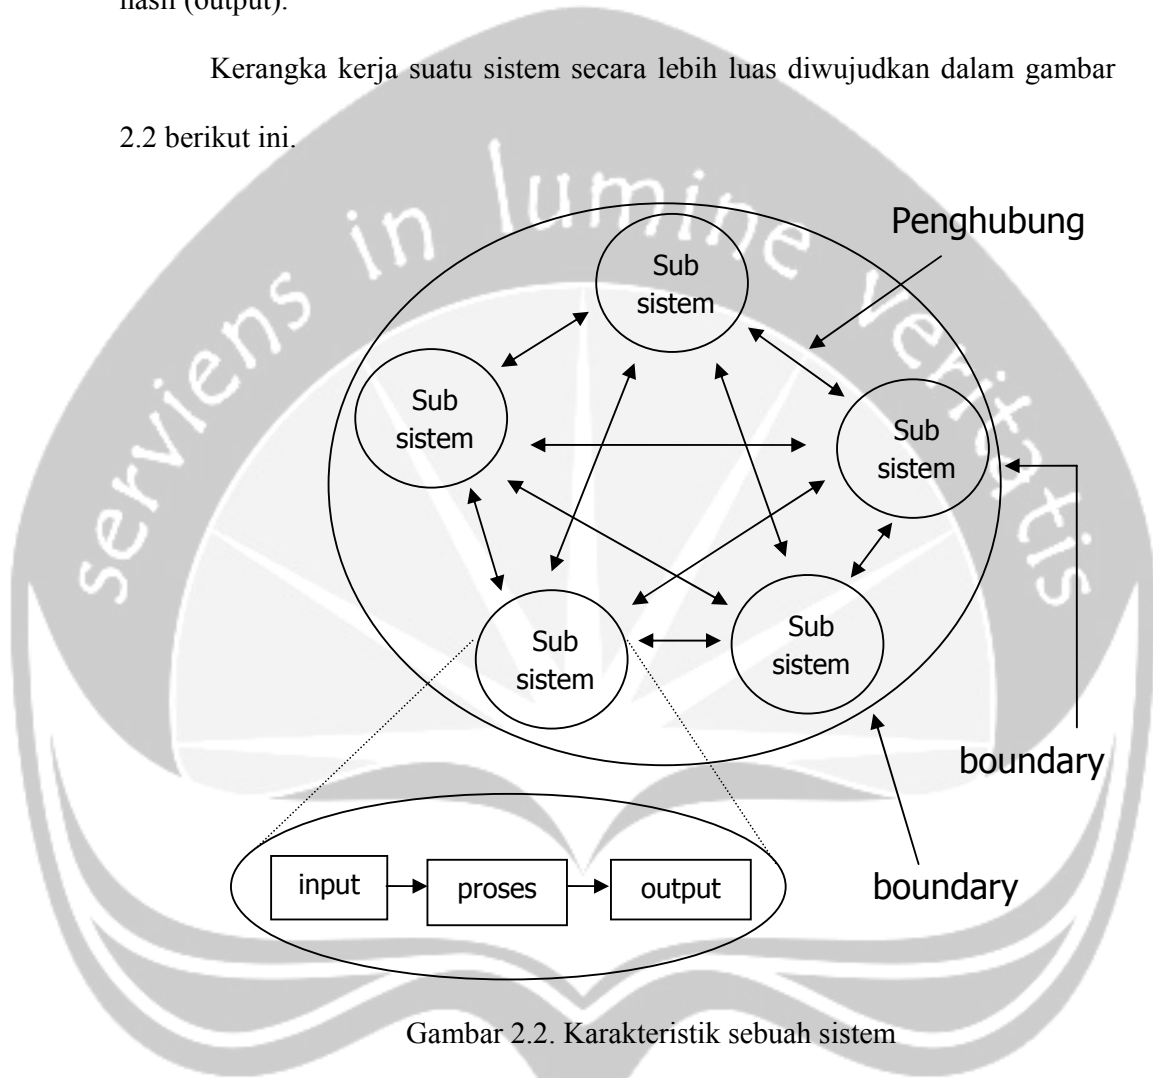 hasil (output).
Kerangka kerja suatu sistem secara lebih luas diwujudkan dalam gambar
2.2 berikut ini.
serviens in lumine veritatis
Penghubung
Sub
sistem
Sub
sistem
Sub
sistem
Sub
sistem
Sub
sistem
boundary
boundary
input
proses
output
Gambar 2.2. Karakteristik sebuah sistem